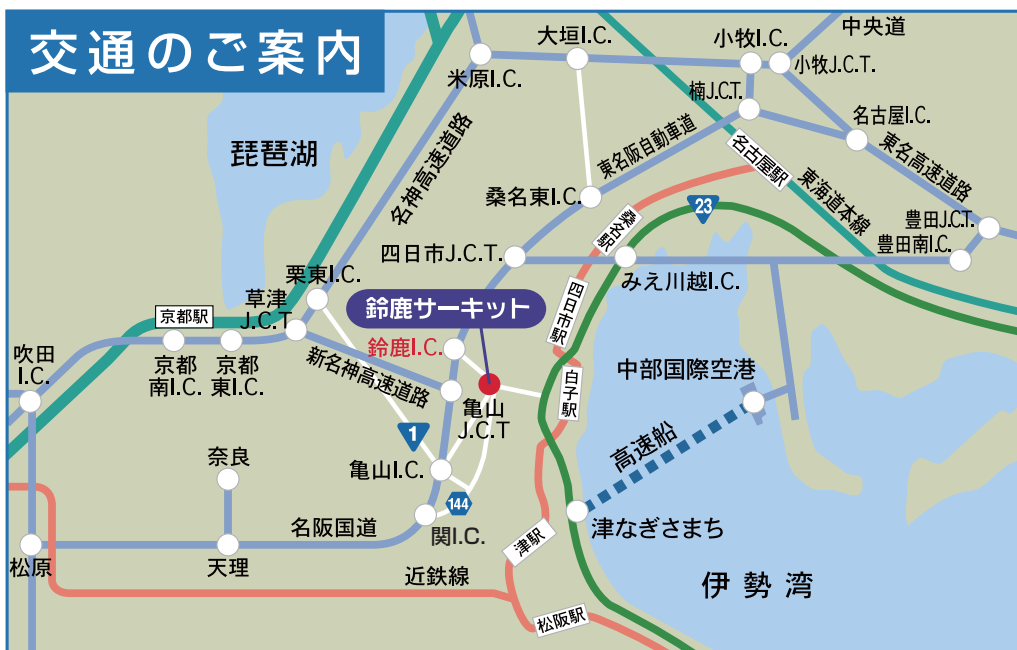 交通のご案内
大垣I.C.
小牧I.C.
中央道
米原I.C.
小牧J.C.T.
楠J.C.T.
名古屋I.C.
琵琶湖
名神高速道路
東名阪自動車道
名古屋駅
東名高速道路
桑名東I.C.
桑名駅
23
東海道本線
豊田J.C.T.
四日市J.C.T.
みえ川越I.C.
豊田南I.C.
栗東I.C.
草津
J.C.T
鈴鹿サーキット
四日市駅
京都駅
鈴鹿I.C.
吹田
I.C.
京都
南I.C.
京都
東I.C.
新名神高速道路
白子駅
中部国際空港
亀山
J.C.T
1
高速船
奈良
亀山I.C.
144
名阪国道
関I.C.
津駅
津なぎさまち
松原
天理
近鉄線
伊勢湾
松阪駅